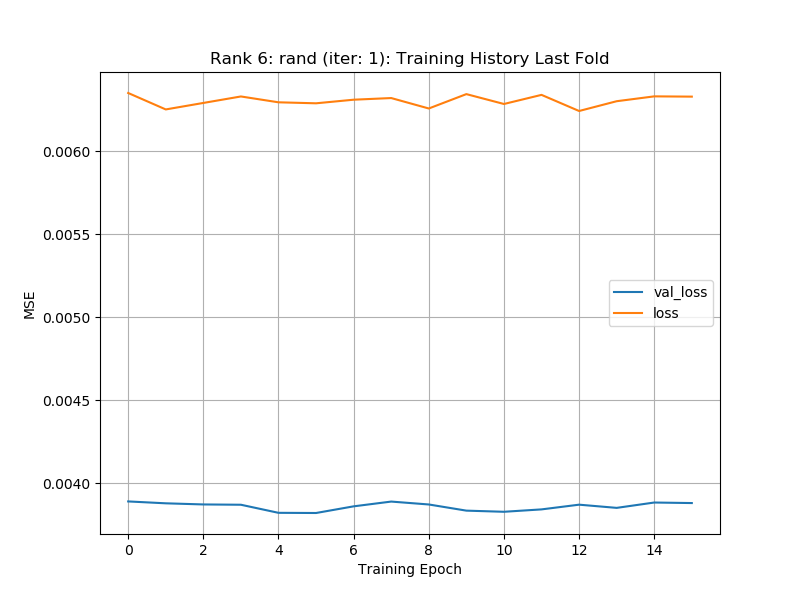 Rank 6: rand (iter: 1): Training History Last Fold
0.0060
0.0055
0.0050
0.0045
0.0040
MSE
val_loss
loss
0 2 4 6 8 10 12 14
Training Epoch